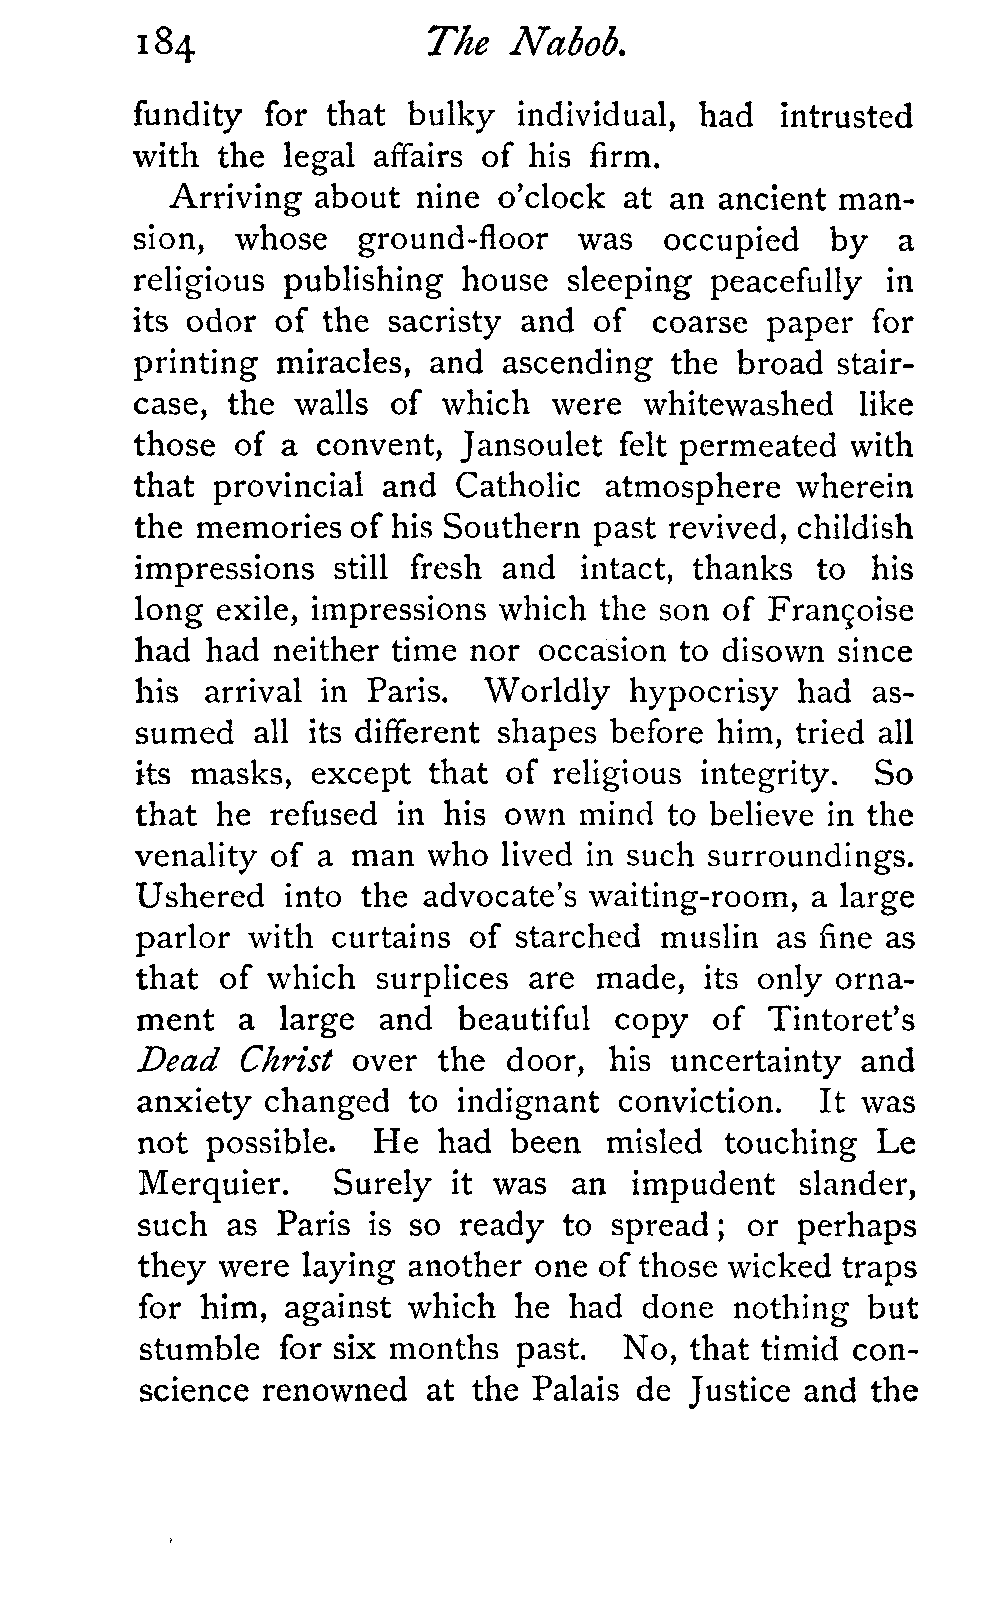 184 The Nabob.
fundity for that bulky individual, had intrusted
with the legal affairs of his firm.
Arriving about nine o'clock at an ancient man-
sion, whose ground-floor was occupied by a
religious publishing house sleeping peacefully in
its odor of the sacristy and of coarse paper for
printing miracles, and ascending the broad stair-
case, the walls of which were whitewashed like
those of a convent, Jansoulet felt permeated with
that provincial and Catholic atmosphere wherein
the memories of his Southern past revived, childish
impressions still fresh and intact, thanks to his
long exile, impressions which the son of Françoise
had had neither time nor occasion to disown since
his arrival in Paris. Worldly hypocrisy had as-
sumed all its different shapes before him, tried all
its masks, except that of religious integrity. So
that he refused in his own mind to believe in the
venality of a man who lived in such surroundings.
Ushered into the advocate's waiting-room, a large
parlor with curtains of starched muslin as fine as
that of which surplices are made, its only orna-
ment a large and beautiful copy of Tintoret's
Dead Christ over the door, his uncertainty and
anxiety changed to indignant conviction. It was
not possible. He had been misled touching Le
Merquier. Surely it was an impudent slander,
such as Paris is so ready to spread; or perhaps
they were laying another one of those wicked traps
for him, against which he had done nothing but
stumble for six months past. No, that timid con-
science renowned at the Palais de Justice and the